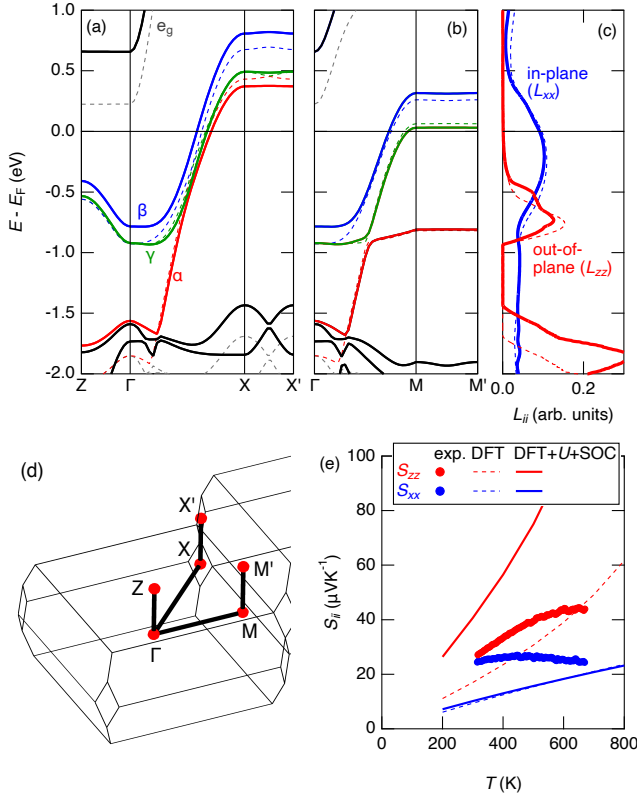 (a)
(b)
(c)
1.0
0.5
0.0
-0.5
-1.0
-1.5
-2.0
E - E_F (eV)
e_g
β
γ
α
in-plane
(L_xx)
out-of-
plane (L_zz)
Z Γ X X'
Γ M M'
0.0 0.2
L_ii (arb. units)
(d)
X'
X
M'
Z
M
Γ
(e)
exp. DFT DFT+U+SOC
S_zz
S_xx
100
80
60
40
20
0
S_ii (μVK⁻¹)
0 200 400 600 800
T (K)